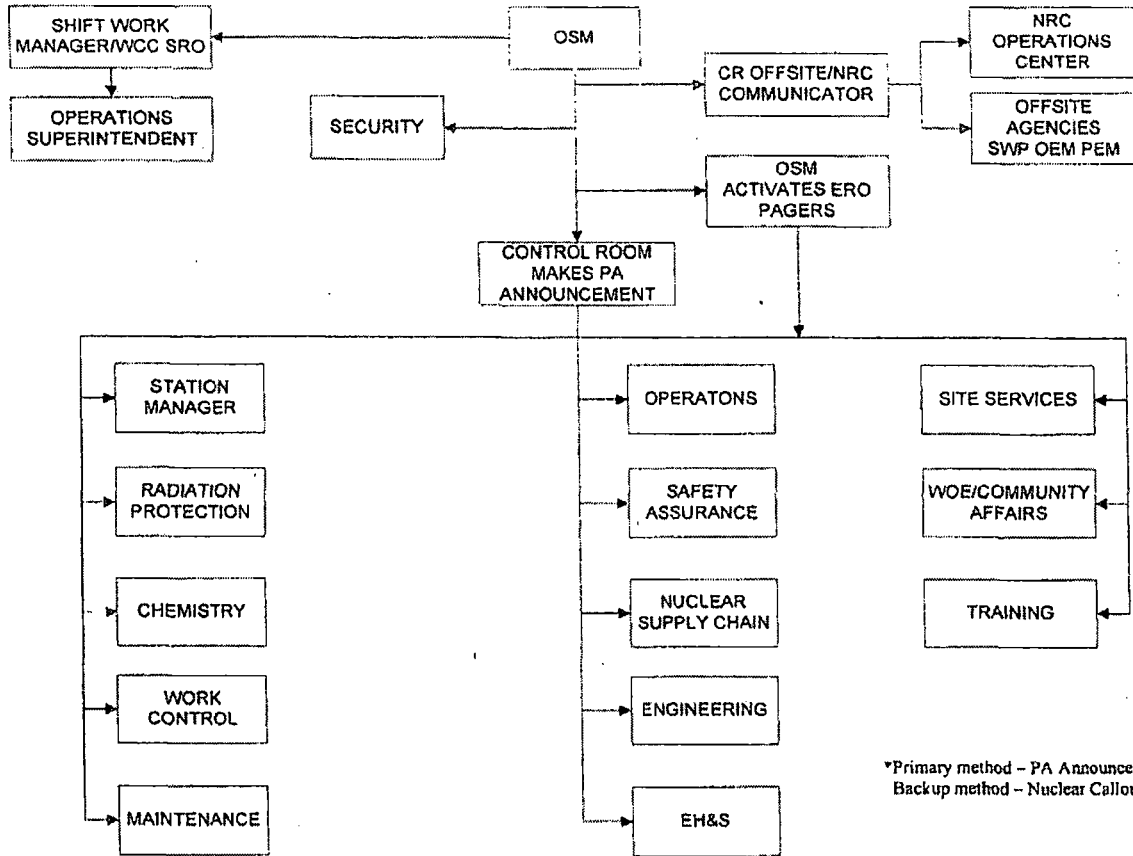 SHIFT WORK
MANAGER/WCC SRO
OSM
NRC
OPERATIONS
CENTER
CR OFFSITE/NRC
COMMUNICATOR
OPERATIONS
SUPERINTENDENT
SECURITY
OFFSITE
AGENCIES
SWP OEM PEM
OSM
ACTIVATES ERO
PAGERS
CONTROL ROOM
MAKES PA
ANNOUNCEMENT
STATION
MANAGER
OPERATONS
SITE SERVICES
RADIATION
PROTECTION
SAFETY
ASSURANCE
WOE/COMMUNITY
AFFAIRS
CHEMISTRY
NUCLEAR
SUPPLY CHAIN
TRAINING
WORK
CONTROL
ENGINEERING
*Primary method – PA Announce
Backup method – Nuclear Callou
MAINTENANCE
EH&S